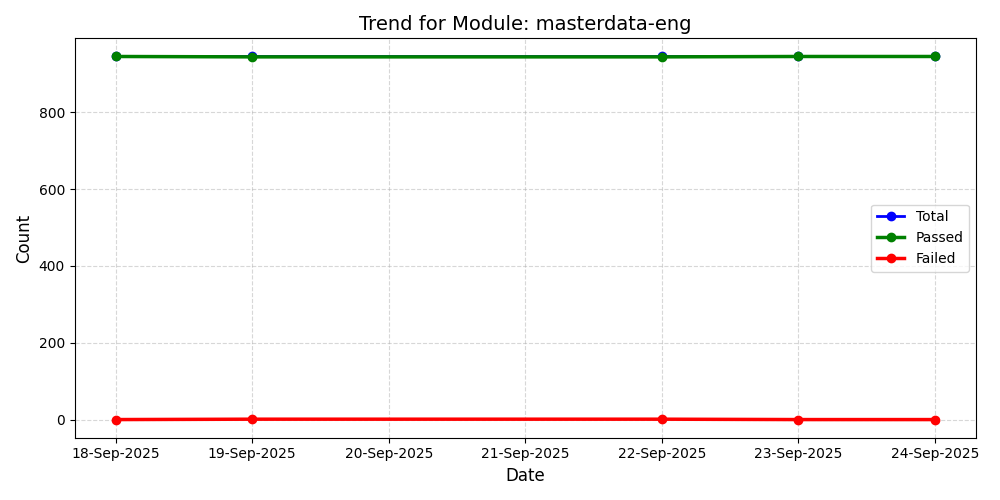 Trend for Module: masterdata-eng
Count
800
600
400
200
0
Total
Passed
Failed
18-Sep-2025 19-Sep-2025 20-Sep-2025 21-Sep-2025 22-Sep-2025 23-Sep-2025 24-Sep-2025
Date